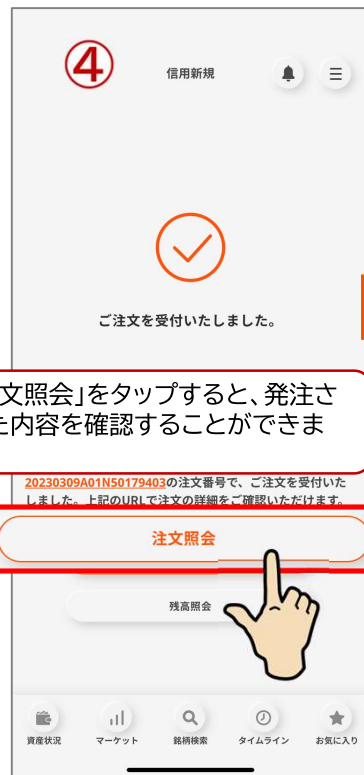 ④
信用新規
ご注文を受付いたしました。
文照会」をタップすると、発注さ
た内容を確認することができま
20230309A01N50179403の注文番号で、ご注文を受付いた
しました。上記のURLで注文の詳細をご確認いただけます。
注文照会
残高照会
資産状況 マーケット 銘柄検索 タイムライン お気に入り